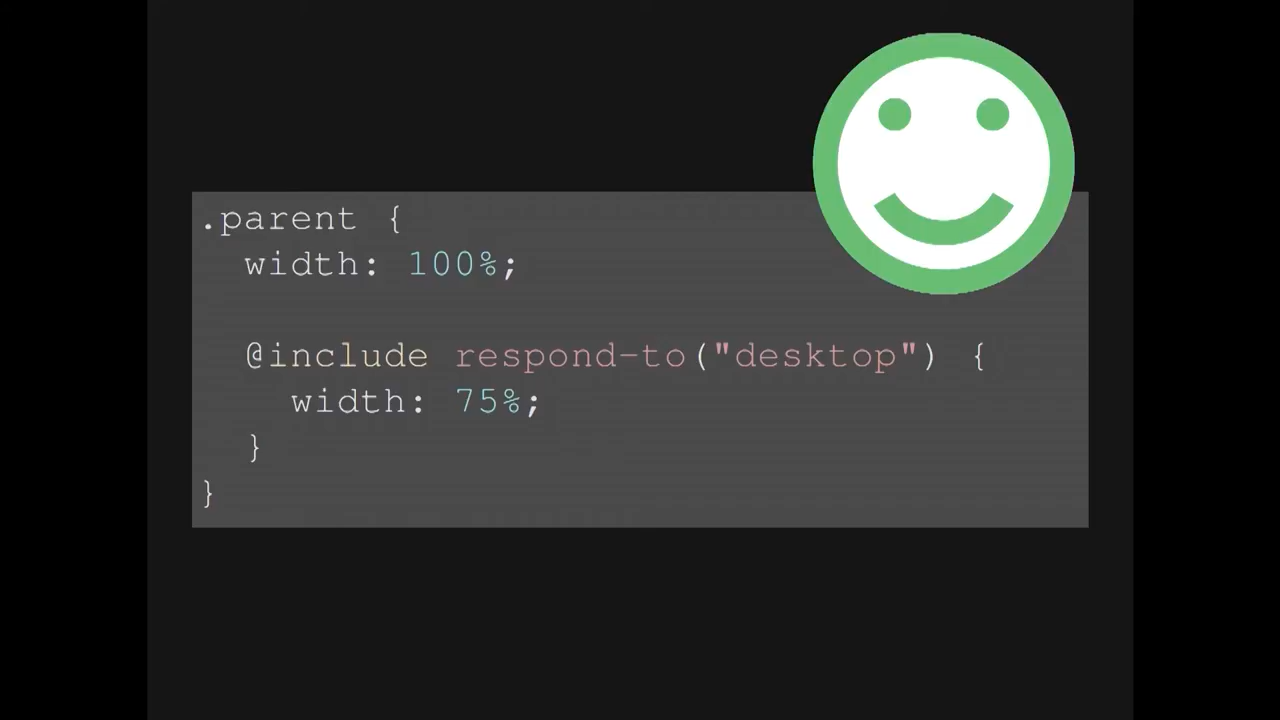 .parent {
width: 100%;
@include respond-to("desktop") {
width: 75%;
}
}